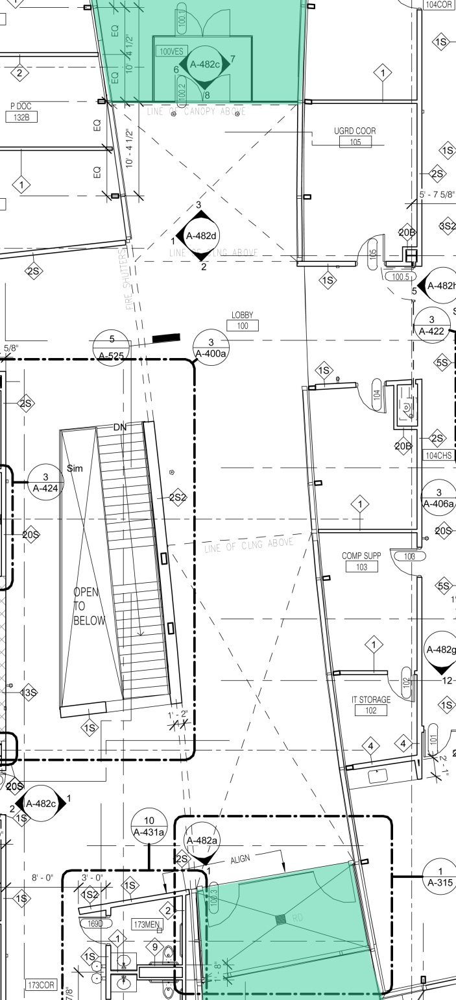 104COR
1S
2
EQ
EQ
10' - 4 1/2"
100.1
100VES
A-482c
6
7
8
100.2
1
P DOC
132B
LINE OF CANOPY ABOVE
UGRD COOR
105
EQ
EQ
10' - 4 1/2"
1S
2S
1
5' - 7 5/8"
3
A-482d
1
2
3S2
20B
LINE OF CLNG ABOVE
FIRE SHUTTERS
105
2S
1S
100.5
5
A-482h
LOBBY
100
3
A-422
5
A-525
3
A-400a
5/8"
5S
1S
104
2S
20B
2S
104CHS
DN
Sim
3
A-424
2S2
3
A-406a
1
20S
20S
LINE OF CLNG ABOVE
COMP SUPP
103
103
5S
OPEN
TO
BELOW
1
A-482g
12
102
13S
IT STORAGE
102
1S
1S
1' - 2"
101
4
4
2' - 1"
20S
A-482c
1
2
1S
10
A-431a
A-482a
1
2S
ALIGN
1
A-315
8' - 0"
3' - 0"
1S2
1S
1S
100.3
2
169D
173MEN
RD
1
9
1S
1' - 8"
173COR
7/8"